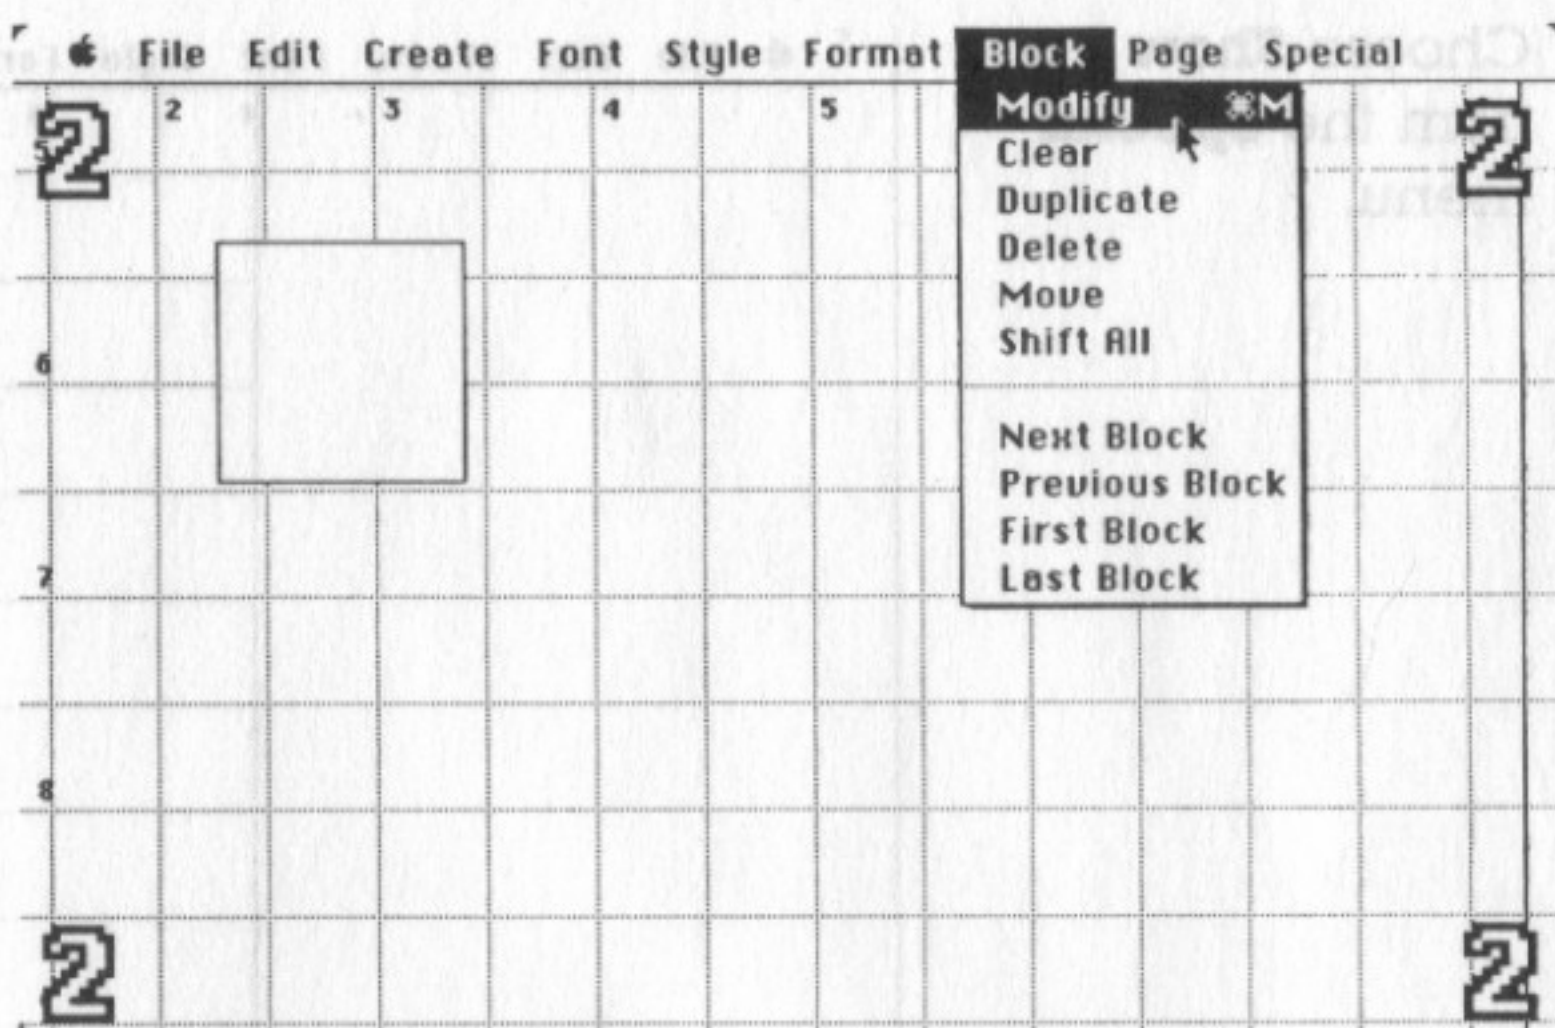 File Edit Create Font Style Format Block Page Special
2 3 4 5
Modify ⌘M
2 2
5
Clear
Duplicate
Delete
Move
Shift All
6
Next Block
Previous Block
First Block
7
Last Block
8
2 2